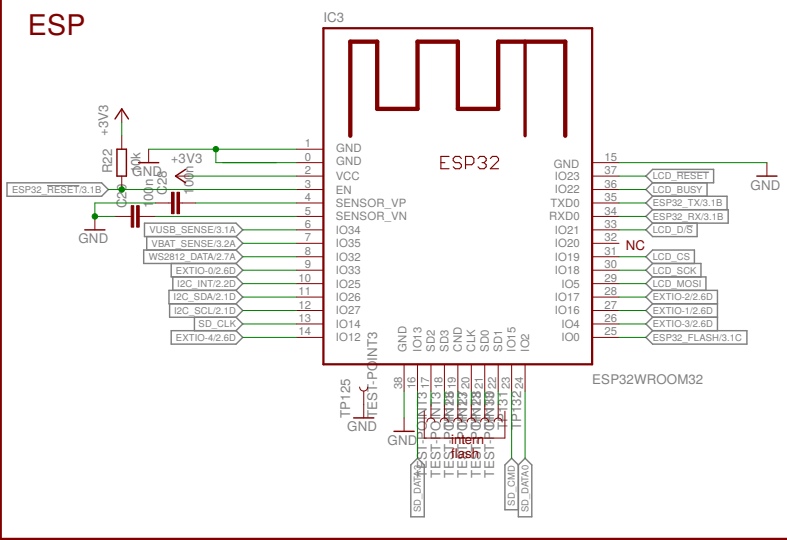 ESP
IC3
+3V3
R22
10k
GND
+3V3
C28
100n
100n
ESP32_RESET/3.1B
GND
VUSB_SENSE/3.1A
VBAT_SENSE/3.2A
WS2812_DATA/2.7A
EXTIO-0/2.6D
I2C_INT/2.2D
I2C_SDA/2.1D
I2C_SCL/2.1D
SD_CLK
EXTIO-4/2.6D
1 GND
0 GND
2 VCC
3 EN
4 SENSOR_VP
5 SENSOR_VN
6 IO34
7 IO35
8 IO32
9 IO33
10 IO25
11 IO26
12 IO27
13 IO14
14 IO12
ESP32
GND 15
IO23 37 LCD_RESET
IO22 36 LCD_BUSY
TXD0 35 ESP32_TX/3.1B
RXD0 34 ESP32_RX/3.1B
IO21 33 LCD_D/S
IO20 32 NC
IO19 31 LCD_CS
IO18 30 LCD_SCK
IO5 29 LCD_MOSI
IO17 28 EXTIO-2/2.6D
IO16 27 EXTIO-1/2.6D
IO4 26 EXTIO-3/2.6D
IO0 25 ESP32_FLASH/3.1C
GND
ESP32WROOM32
GND
IO13
SD2
SD3
CND
CLK
SD0
SD1
IO15
IO2
38
16
17
18
19
20
21
22
23
24
TP125
TEST-POINT3
GND
GND
TEST-POINT3
TEST-POINT3
TP131
TP132
intern
flash
SD_CMD
SD_DATA0